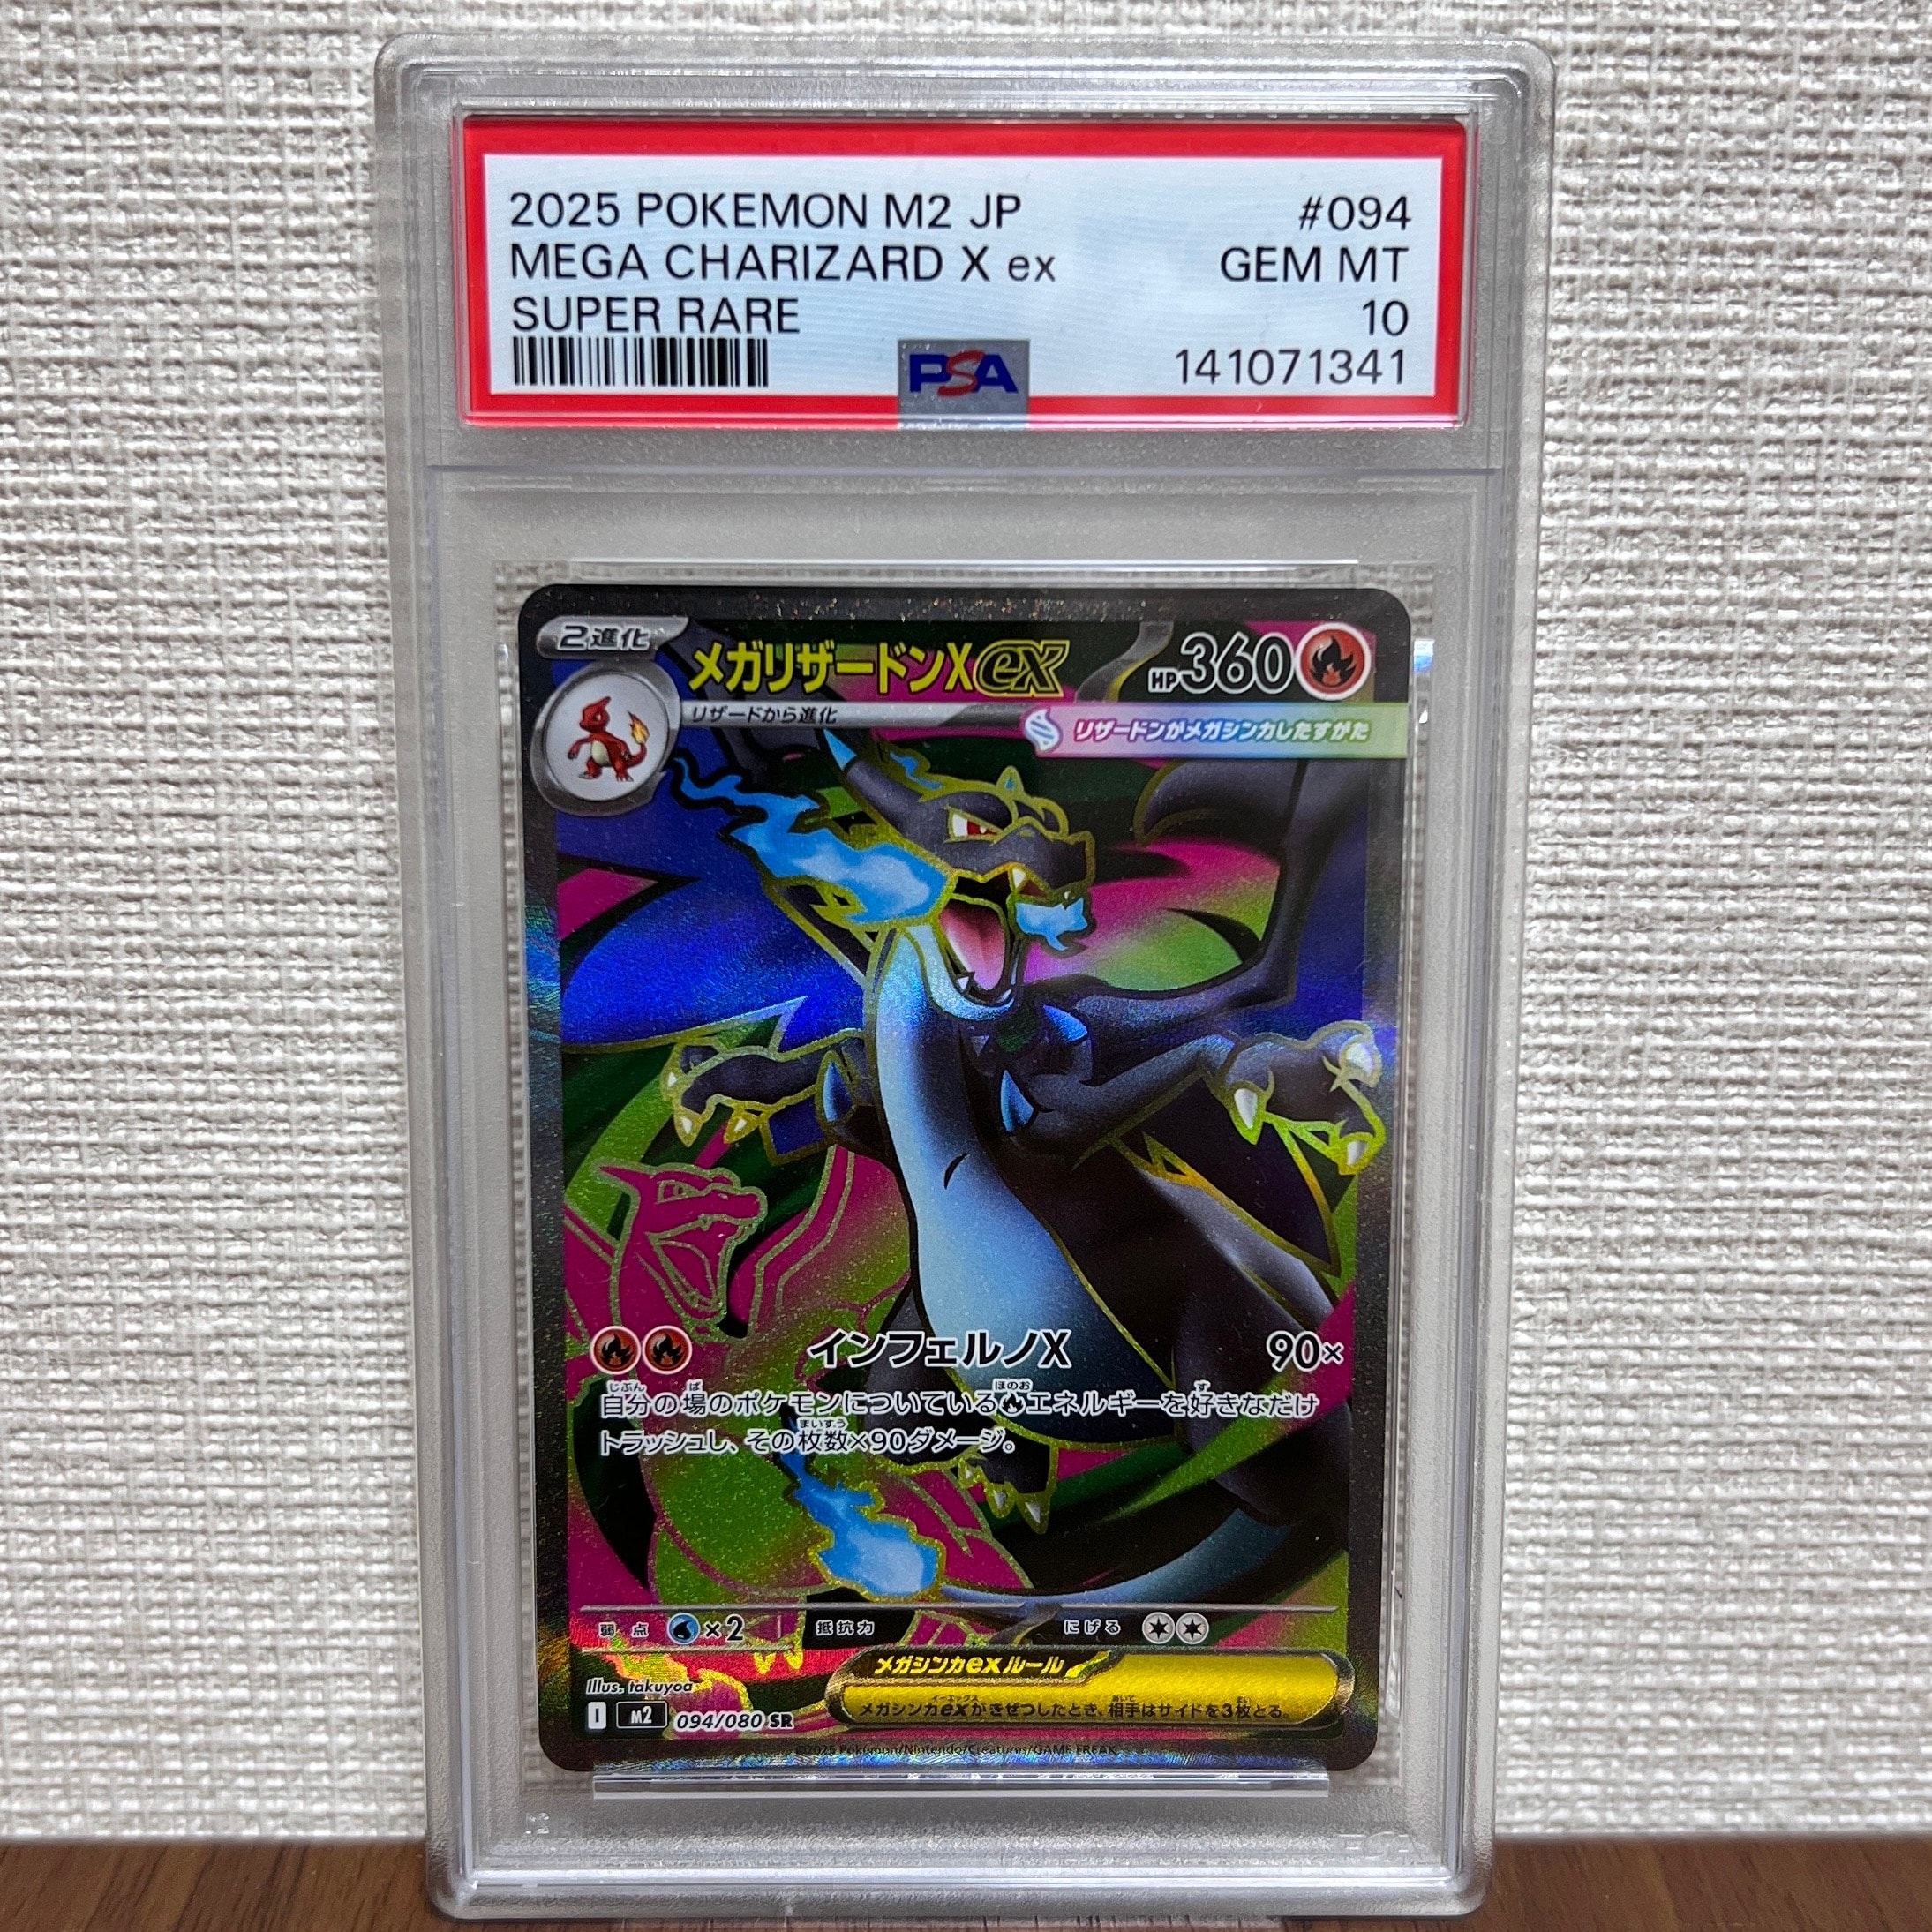 2025 POKEMON M2 JP #094
MEGA CHARIZARD X ex GEM MT
SUPER RARE 10
PSA 141071341
2進化 メガリザードンXex HP360
リザードから進化
リザードンがメガシンカしたすがた
インフェルノX 90×
自分の場のポケモンについているエネルギーを好きなだけ
トラッシュし、その枚数×90ダメージ。
弱点 ×2 抵抗力 にげる
メガシンカexルール
メガシンカexがきぜつしたとき、相手はサイドを3枚とる。
Illus. takuyoa
I M2 094/080 SR
©2025 Pokémon/Nintendo/Creatures/GAME FREAK